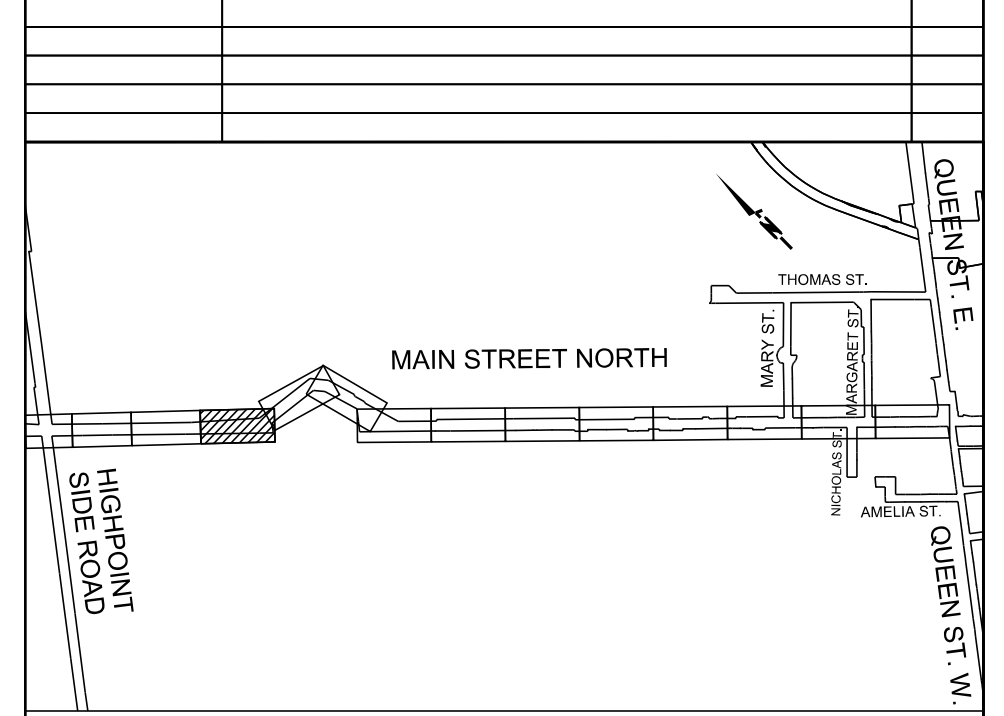 QUEEN ST. E.
N
THOMAS ST.
MARY ST.
MARGARET ST
MAIN STREET NORTH
NICHOLAS ST.
HIGHPOINT
SIDE ROAD
AMELIA ST.
QUEEN ST. W.